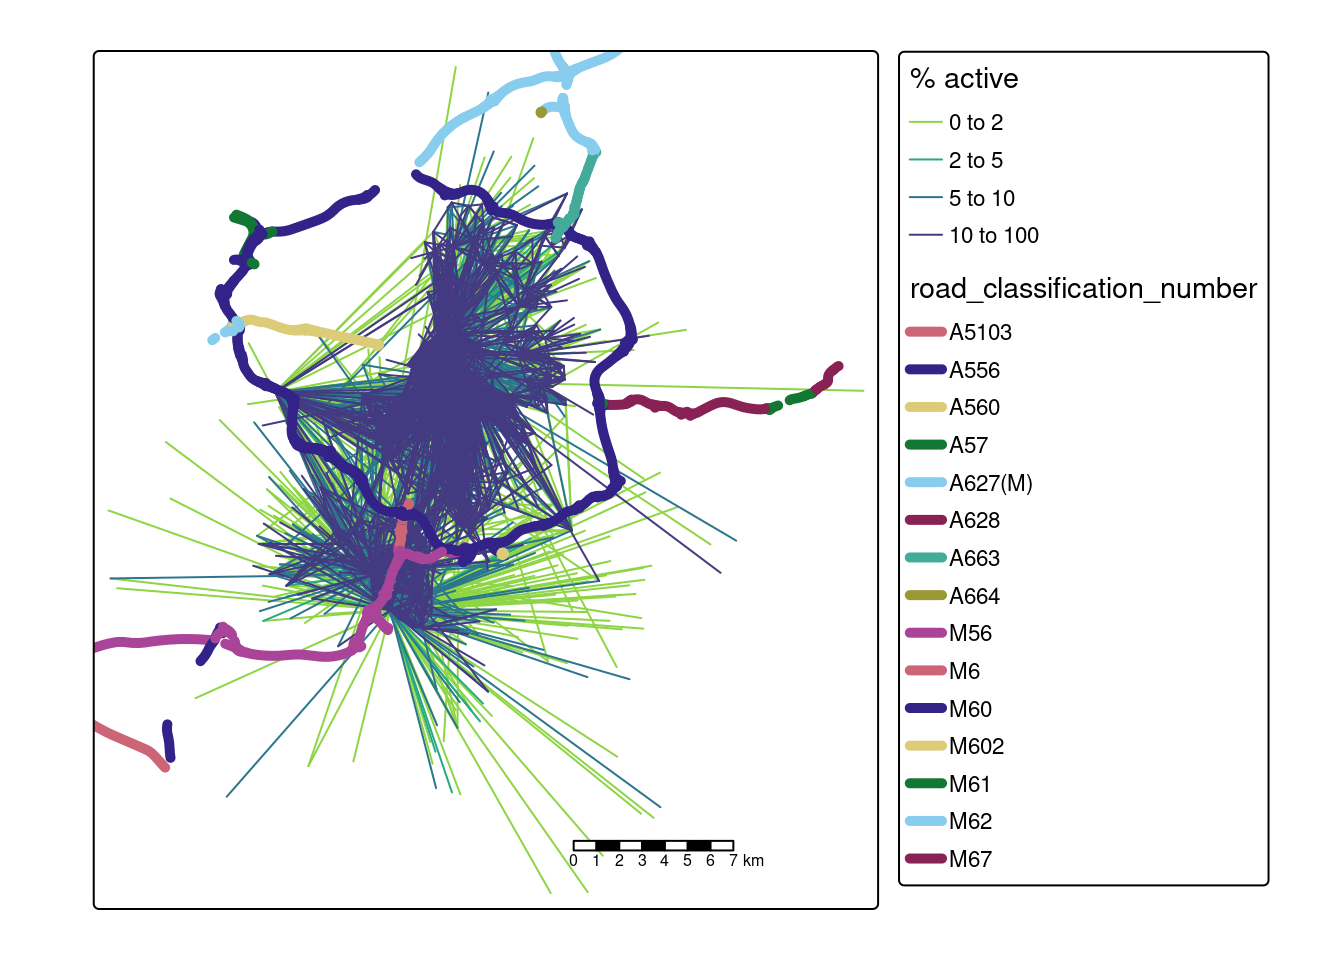 % active
0 to 2
2 to 5
5 to 10
10 to 100
road_classification_number
A5103
A556
A560
A57
A627(M)
A628
A663
A664
M56
M6
M60
M602
M61
M62
M67
0 1 2 3 4 5 6 7 km